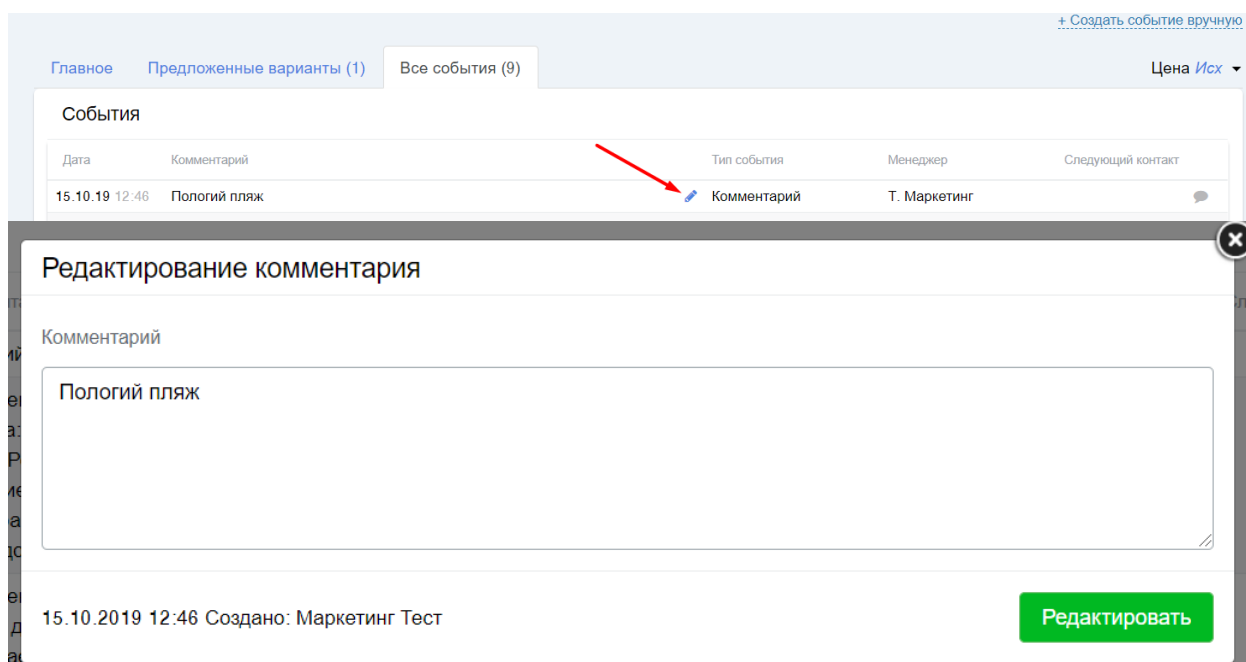 + Создать событие вручную
Главное Предложенные варианты (1) Все события (9) Цена Исх
События
Дата Комментарий Тип события Менеджер Следующий контакт
15.10.19 12:46 Пологий пляж Комментарий Т. Маркетинг
Редактирование комментария
Комментарий
Пологий пляж
15.10.2019 12:46 Создано: Маркетинг Тест
Редактировать